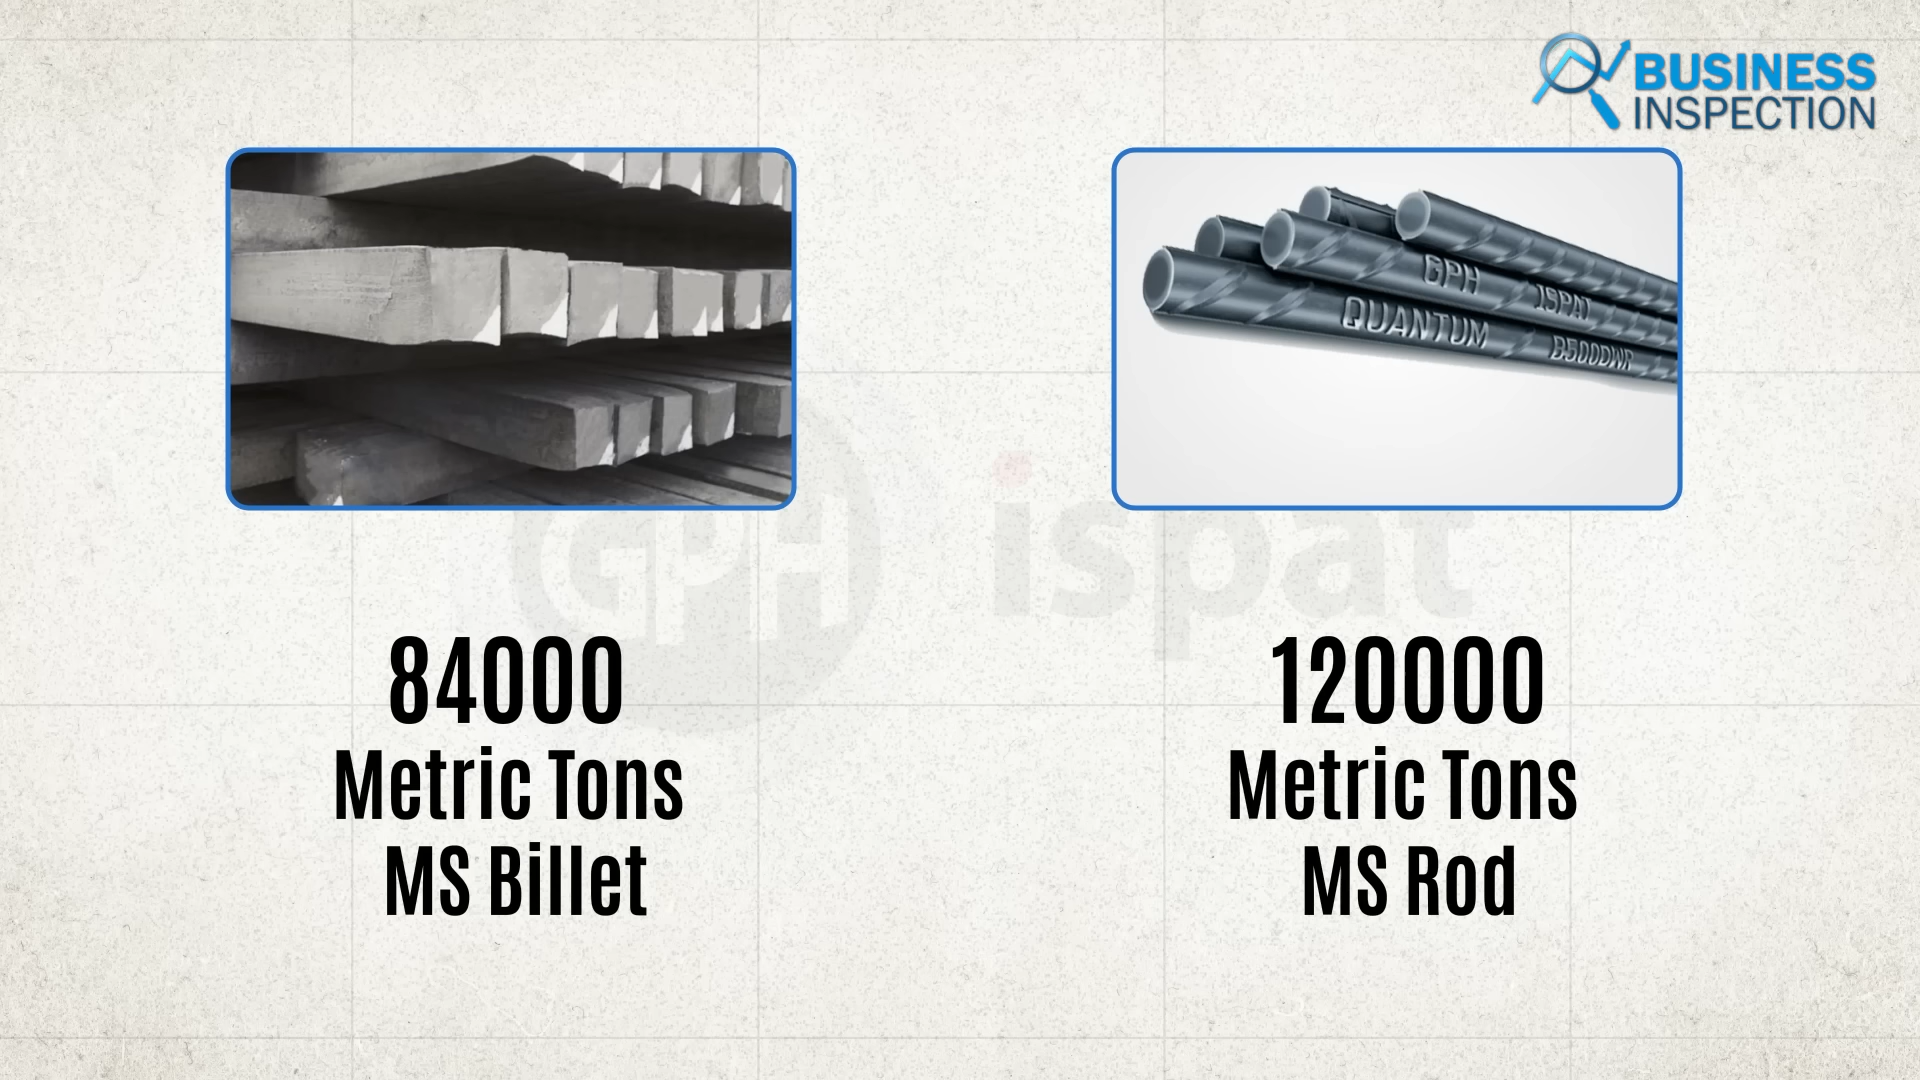 BUSINESS
INSPECTION
GPH
ISPAT
QUANTUM
B500DWR
GPH ispat
84000
Metric Tons
MS Billet
120000
Metric Tons
MS Rod